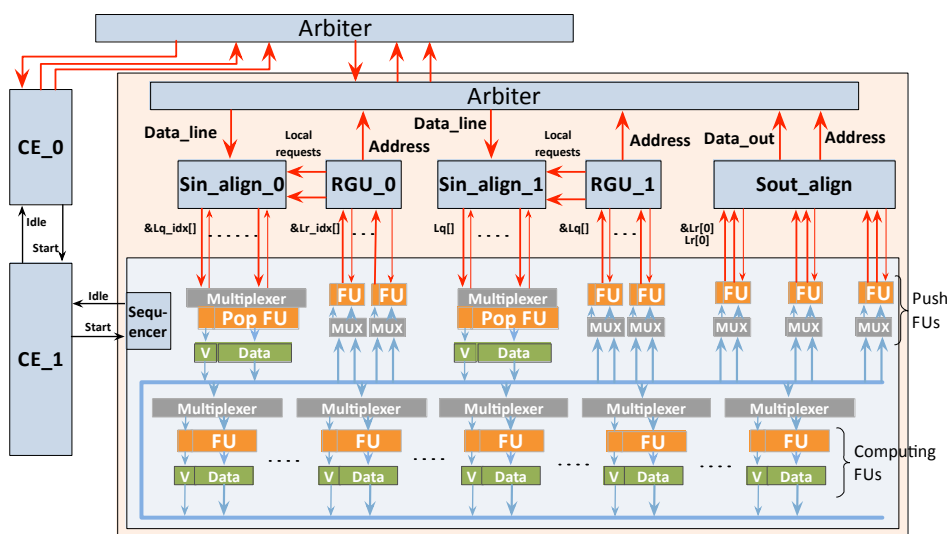 Arbiter
Arbiter
CE_0
Data_line
Local
requests
Address
Data_line
Local
requests
Address
Data_out
Address
Sin_align_0
RGU_0
Sin_align_1
RGU_1
Sout_align
Idle
Start
&Lq_idx[]
......
&Lr_idx[]
....
Lq[]
.....
&Lq[]
....
&Lr[0]
Lr[0]
CE_1
Idle
Start
Sequ-
encer
Multiplexer
Pop FU
V
Data
FU
FU
MUX
MUX
Multiplexer
Pop FU
V
Data
FU
FU
MUX
MUX
FU
FU
FU
MUX
MUX
MUX
Push
FUs
Multiplexer
Multiplexer
Multiplexer
Multiplexer
Multiplexer
FU
FU
FU
FU
FU
V
Data
....
V
Data
....
V
Data
....
V
Data
....
V
Data
Computing
FUs